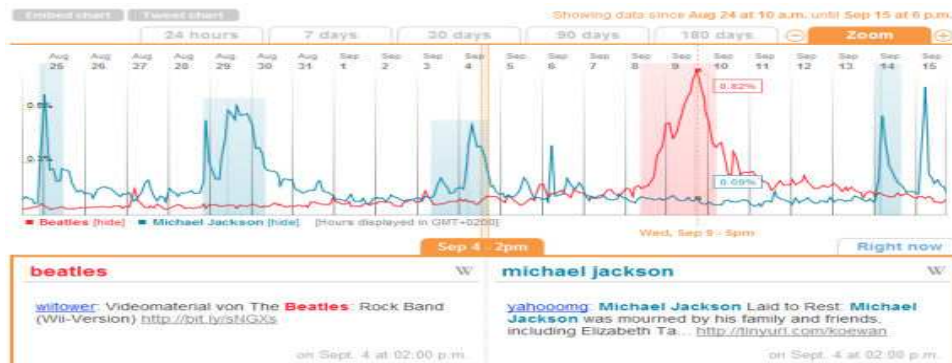 Embed chart Tweet chart Showing data since Aug 24 at 10 a.m. until Sep 15 at 6 p.m.
24 hours 7 days 30 days 90 days 180 days Zoom
Aug Aug Aug Aug Aug Aug Aug Sep Sep Sep Sep Sep Sep Sep Sep Sep Sep Sep Sep Sep Sep Sep
25 26 27 28 29 30 31 1 2 3 4 5 6 7 8 9 10 11 12 13 14 15
0.82%
0.09%
Beatles [hide] Michael Jackson [hide] [Hours displayed in GMT+0200]
Wed, Sep 9 - 5pm
Sep 4 - 2pm Right now
beatles W
wiitower: Videomaterial von The Beatles: Rock Band
(Wii-Version) http://bit.ly/sNGXs
on Sept. 4 at 02:00 p.m.
michael jackson W
yahooomg: Michael Jackson Laid to Rest: Michael
Jackson was mourned by his family and friends,
including Elizabeth Ta... http://tinyurl.com/koewan
on Sept. 4 at 02:08 p.m.